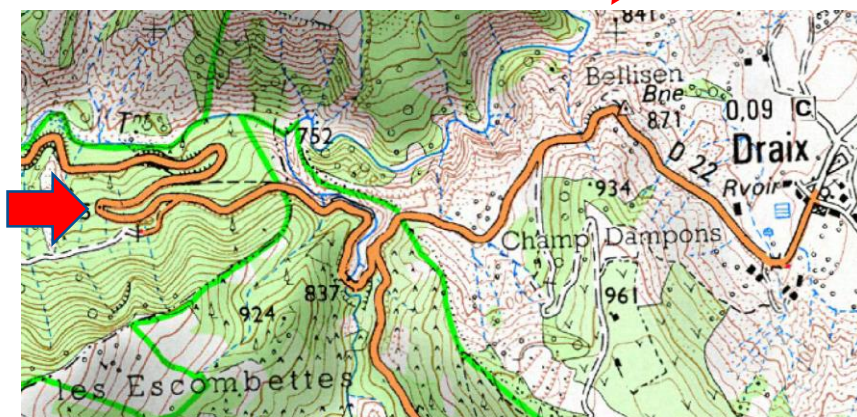 841
Bellisen
Bne
871
0,09
C
Draix
752
D 22
Rvoir
934
Champ Dampons
837
961
924
les Escombettes